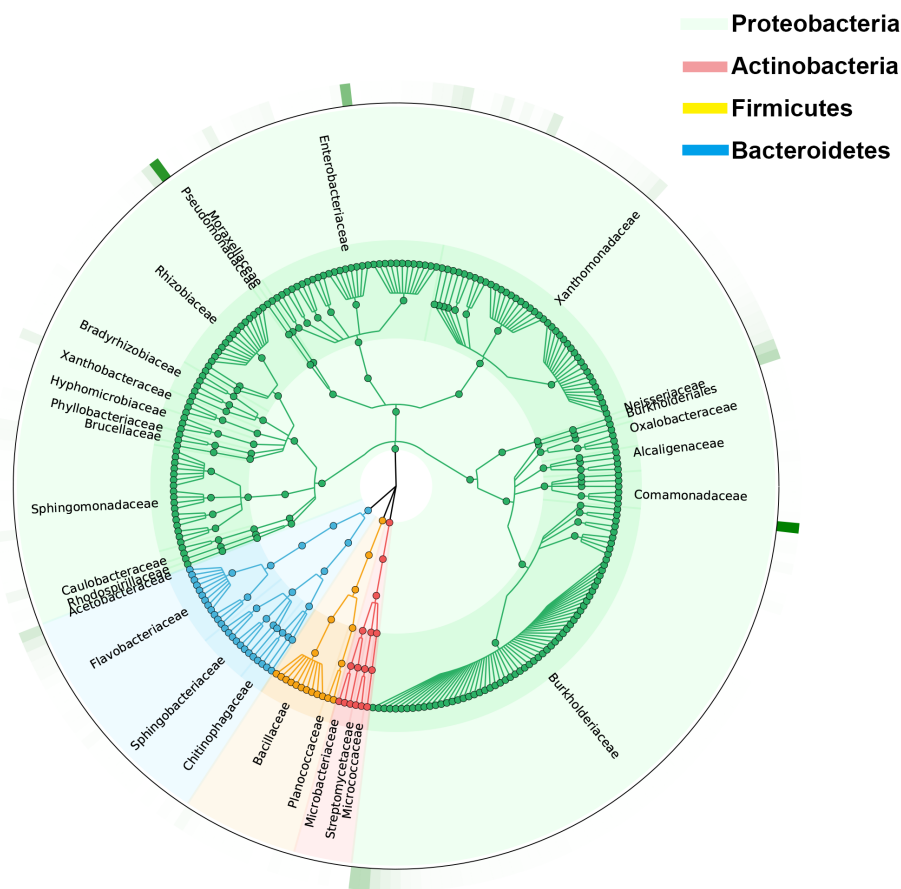 Proteobacteria
Actinobacteria
Firmicutes
Bacteroidetes
Enterobacteriaceae
Moraxellaceae
Pseudomonadaceae
Rhizobiaceae
Bradyrhizobiaceae
Xanthobacteraceae
Hyphomicrobiaceae
Phyllobacteriaceae
Brucellaceae
Sphingomonadaceae
Caulobacteraceae
Rhodospirillaceae
Acetobacteraceae
Flavobacteriaceae
Sphingobacteriaceae
Chitinophagaceae
Bacillaceae
Planococcaceae
Microbacteriaceae
Streptomycetaceae
Micrococcaceae
Burkholderiaceae
Comamonadaceae
Alcaligenaceae
Oxalobacteraceae
Burkholderiales
Neisseriaceae
Xanthomonadaceae